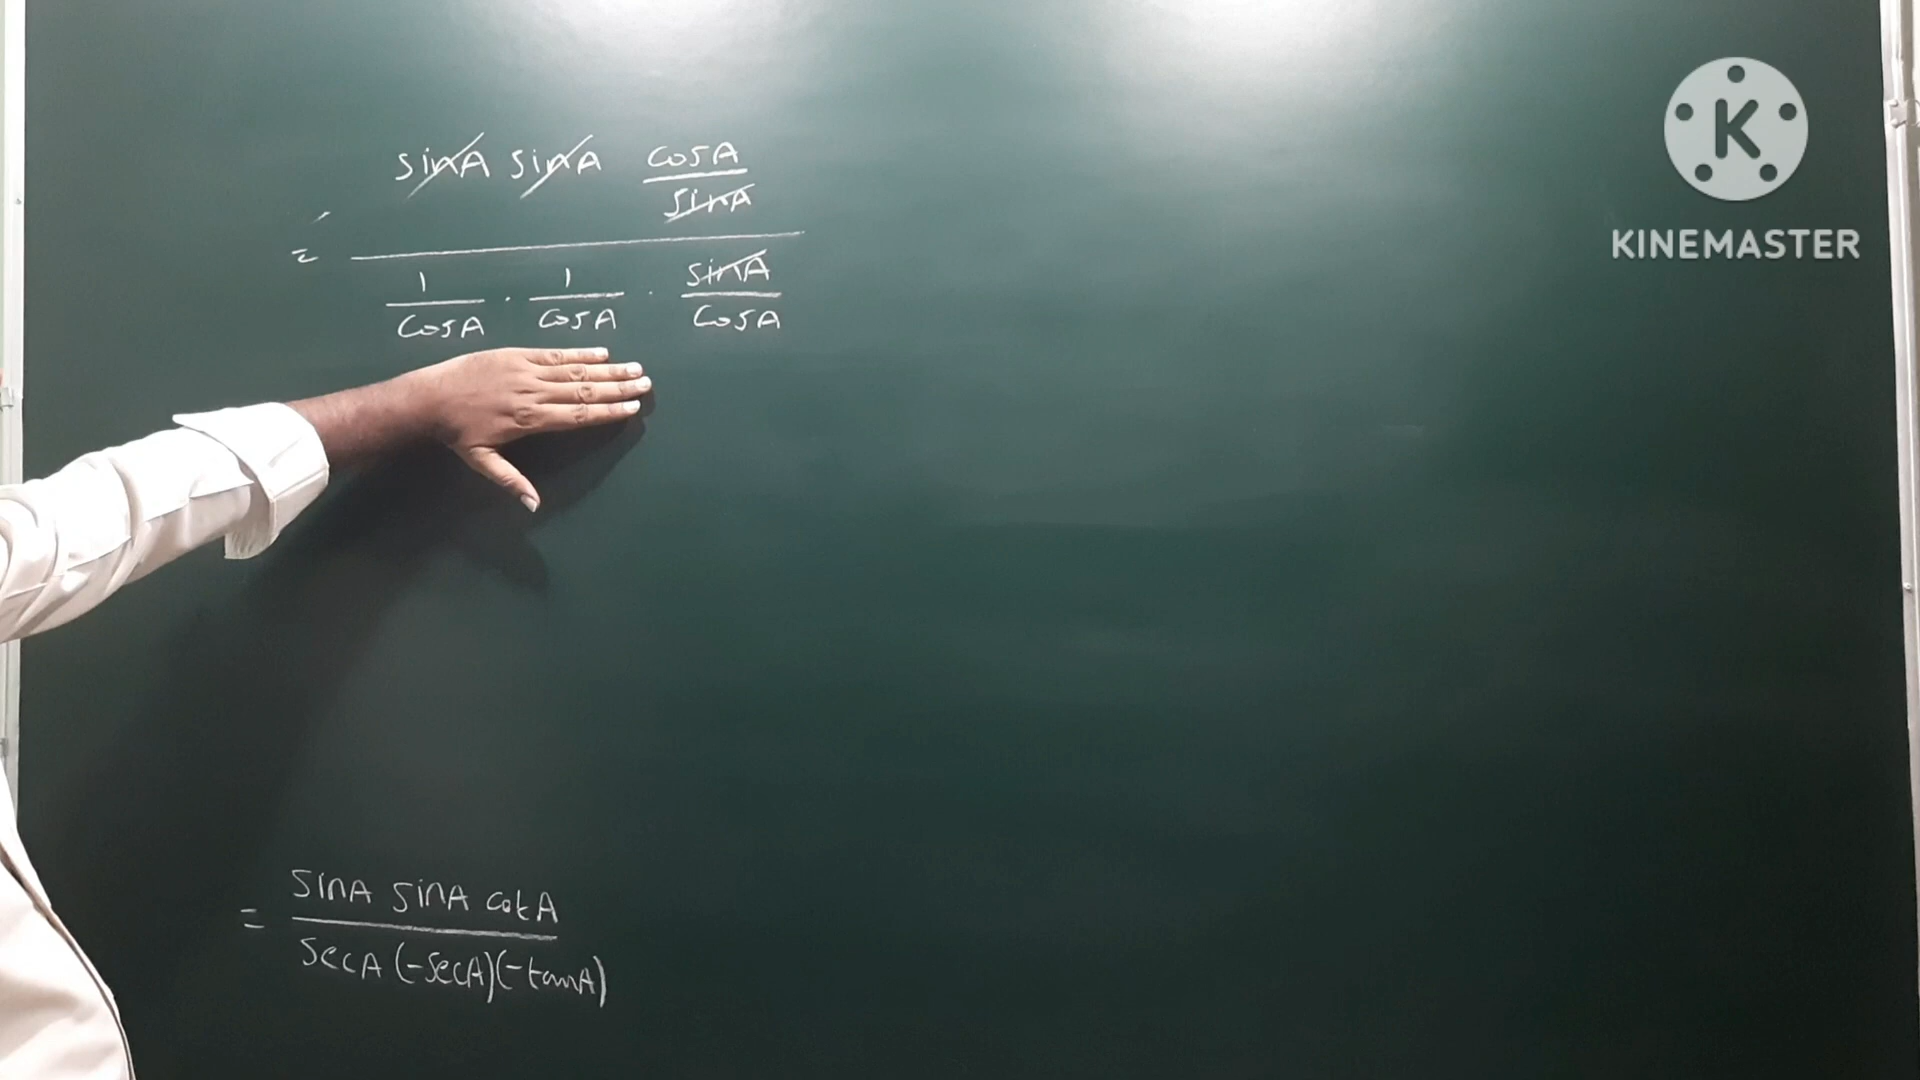 sinA sinA cosA
sinA
=
1 . 1 . sinA
cosA cosA cosA
K
KINEMASTER
= sinA sinA cotA
secA (-secA)(-tanA)